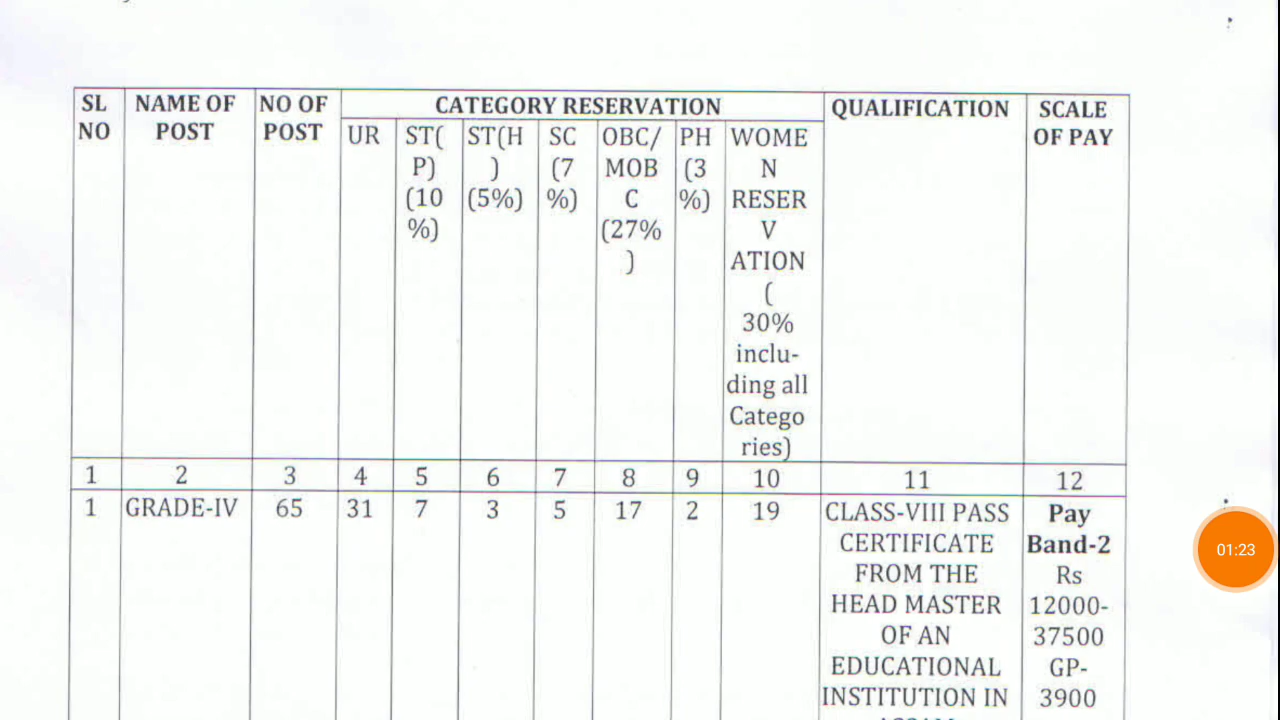 SL NO
NAME OF POST
NO OF POST
CATEGORY RESERVATION
QUALIFICATION
SCALE OF PAY
UR
ST(
P)
(10
%)
ST(H
)
(5%)
SC
(7
%)
OBC/
MOB
C
(27%
)
PH
(3
%)
WOME
N
RESER
V
ATION
(
30%
inclu-
ding all
Catego
ries)
1 2 3 4 5 6 7 8 9 10 11 12
1 GRADE-IV 65 31 7 3 5 17 2 19
CLASS-VIII PASS
CERTIFICATE
FROM THE
HEAD MASTER
OF AN
EDUCATIONAL
INSTITUTION IN
Pay
Band-2
Rs
12000-
37500
GP-
3900
01:23